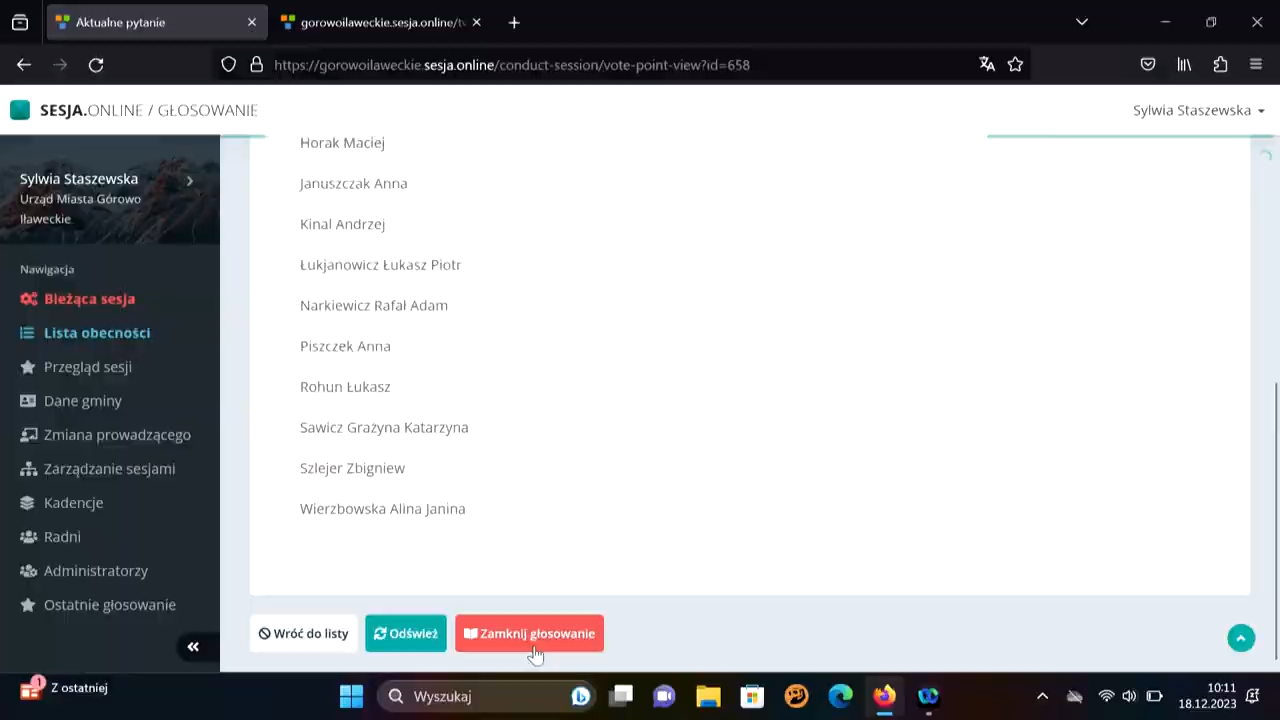 Aktualne pytanie
gorowoilaweckie.sesja.online/tv
https://gorowoilaweckie.sesja.online/conduct-session/vote-point-view?id=658
SESJA.ONLINE / GŁOSOWANIE
Sylwia Staszewska
Sylwia Staszewska
Urząd Miasta Górowo
Iławeckie
Nawigacja
Bieżąca sesja
Lista obecności
Przegląd sesji
Dane gminy
Zmiana prowadzącego
Zarządzanie sesjami
Kadencje
Radni
Administratorzy
Ostatnie głosowanie
Horak Maciej
Januszczak Anna
Kinal Andrzej
Łukjanowicz Łukasz Piotr
Narkiewicz Rafał Adam
Piszczek Anna
Rohun Łukasz
Sawicz Grażyna Katarzyna
Szlejer Zbigniew
Wierzbowska Alina Janina
Wróć do listy
Odśwież
Zamknij głosowanie
1
Z ostatniej
Wyszukaj
10:11
18.12.2023